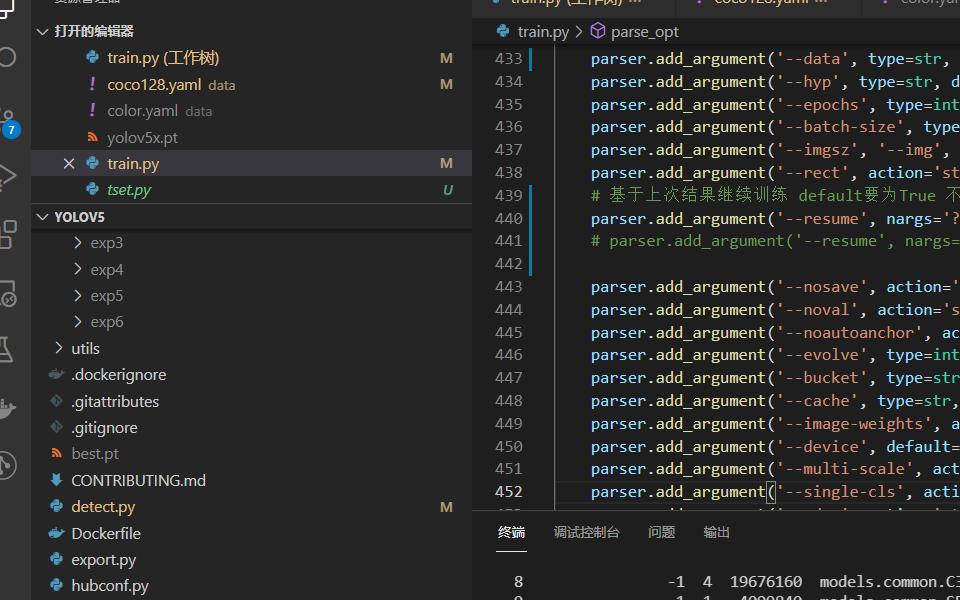 资源管理器
打开的编辑器
train.py (工作树) M
coco128.yaml data M
color.yaml data
yolov5x.pt
train.py M
tset.py U
YOLOV5
exp3
exp4
exp5
exp6
utils
.dockerignore
.gitattributes
.gitignore
best.pt
CONTRIBUTING.md
detect.py M
Dockerfile
export.py
hubconf.py
7
train.py (工作树) coco128.yaml color.yam
train.py > parse_opt
433 parser.add_argument('--data', type=str,
434 parser.add_argument('--hyp', type=str, d
435 parser.add_argument('--epochs', type=int
436 parser.add_argument('--batch-size', type
437 parser.add_argument('--imgsz', '--img',
438 parser.add_argument('--rect', action='st
439 # 基于上次结果继续训练 default要为True 不
440 parser.add_argument('--resume', nargs='?
441 # parser.add_argument('--resume', nargs=
442
443 parser.add_argument('--nosave', action='
444 parser.add_argument('--noval', action='s
445 parser.add_argument('--noautoanchor', ac
446 parser.add_argument('--evolve', type=int
447 parser.add_argument('--bucket', type=str
448 parser.add_argument('--cache', type=str,
449 parser.add_argument('--image-weights', a
450 parser.add_argument('--device', default=
451 parser.add_argument('--multi-scale', act
452 parser.add_argument('--single-cls', acti
终端 调试控制台 问题 输出
8 -1 4 19676160 models.common.C3